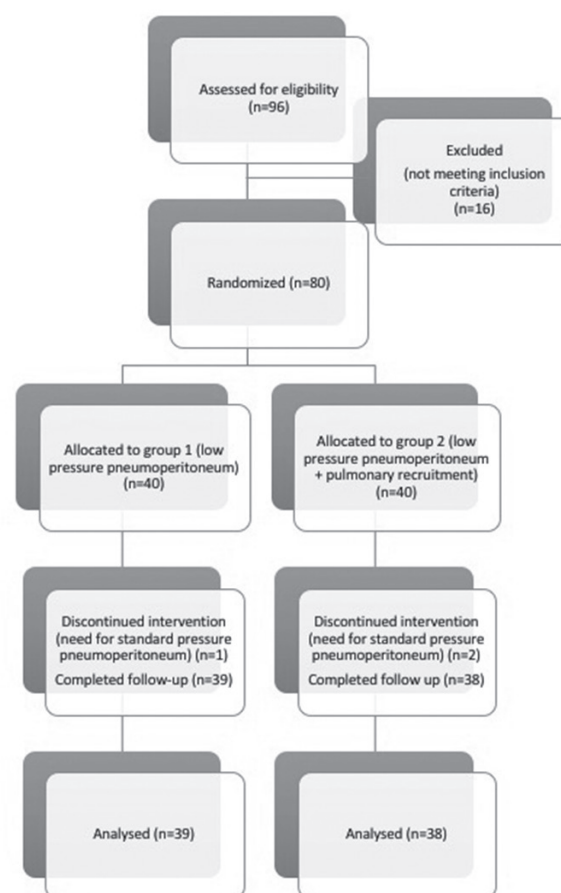 Assessed for eligibility
(n=96)
Excluded
(not meeting inclusion
criteria)
(n=16)
Randomized (n=80)
Allocated to group 1 (low
pressure pneumoperitoneum)
(n=40)
Allocated to group 2 (low
pressure pneumoperitoneum
+ pulmonary recruitment)
(n=40)
Discontinued intervention
(need for standard pressure
pneumoperitoneum) (n=1)
Completed follow-up (n=39)
Discontinued intervention
(need for standard pressure
pneumoperitoneum) (n=2)
Completed follow up (n=38)
Analysed (n=39)
Analysed (n=38)